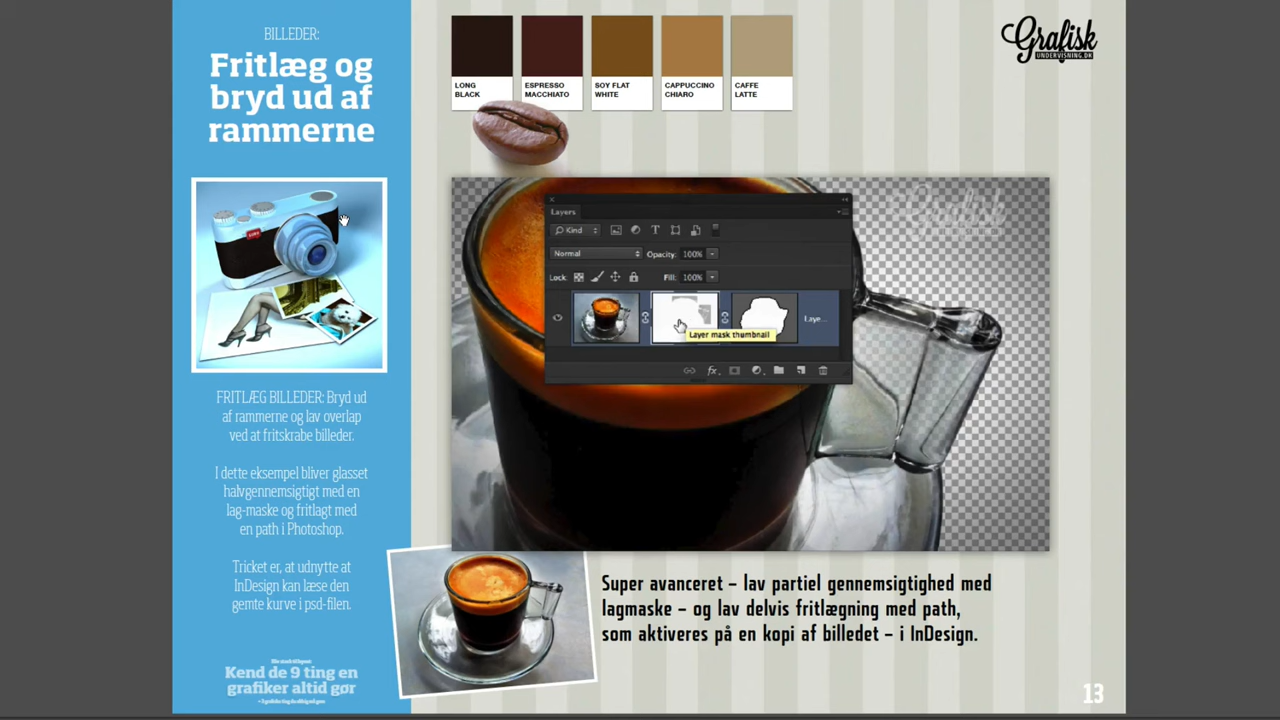 BILLEDER:
Fritlæg og
bryd ud af
rammerne
FRITLÆG BILLEDER: Bryd ud
af rammerne og lav overlap
ved at fritskrabe billeder.
I dette eksempel bliver glasset
halvgennemsigtigt med en
lag-maske og fritlagt med
en path i Photoshop.
Tricket er, at udnytte at
InDesign kan læse den
gemte kurve i psd-filen.
Kend de 9 ting en
grafiker altid gør
LONG
BLACK
ESPRESSO
MACCHIATO
SOY FLAT
WHITE
CAPPUCCINO
CHIARO
CAFFE
LATTE
Grafisk
UNDERVISNING.DK
Grafisk
Layers
Kind
Normal
Opacity: 100%
Lock:
Fill: 100%
Laye...
Layer mask thumbnail
fx
Super avanceret – lav partiel gennemsigtighed med
lagmaske – og lav delvis fritlægning med path,
som aktiveres på en kopi af billedet – i InDesign.
13